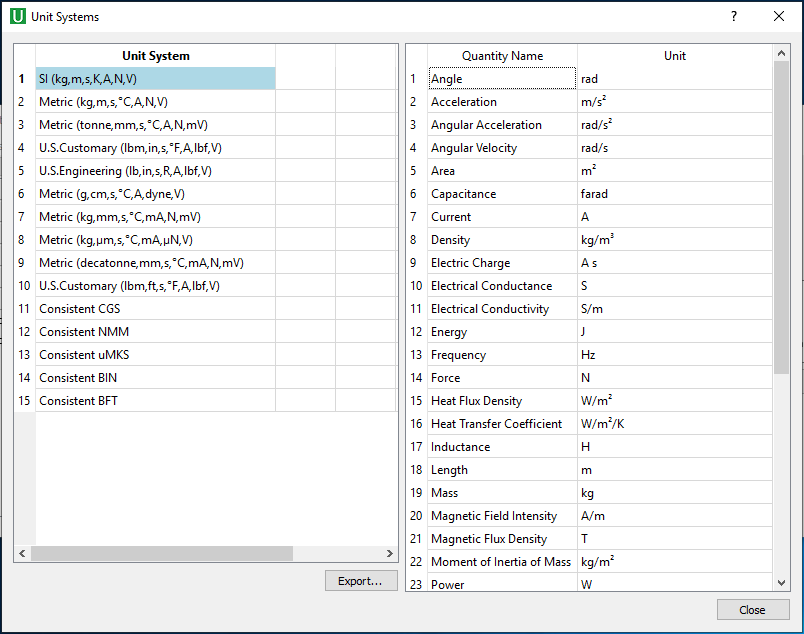 U Unit Systems ?
Unit System
1 SI (kg,m,s,K,A,N,V)
2 Metric (kg,m,s,°C,A,N,V)
3 Metric (tonne,mm,s,°C,A,N,mV)
4 U.S.Customary (lbm,in,s,°F,A,lbf,V)
5 U.S.Engineering (lb,in,s,R,A,lbf,V)
6 Metric (g,cm,s,°C,A,dyne,V)
7 Metric (kg,mm,s,°C,mA,N,mV)
8 Metric (kg,µm,s,°C,mA,µN,V)
9 Metric (decatonne,mm,s,°C,mA,N,mV)
10 U.S.Customary (lbm,ft,s,°F,A,lbf,V)
11 Consistent CGS
12 Consistent NMM
13 Consistent uMKS
14 Consistent BIN
15 Consistent BFT
Export...
Quantity Name Unit
1 Angle rad
2 Acceleration m/s²
3 Angular Acceleration rad/s²
4 Angular Velocity rad/s
5 Area m²
6 Capacitance farad
7 Current A
8 Density kg/m³
9 Electric Charge A s
10 Electrical Conductance S
11 Electrical Conductivity S/m
12 Energy J
13 Frequency Hz
14 Force N
15 Heat Flux Density W/m²
16 Heat Transfer Coefficient W/m²/K
17 Inductance H
18 Length m
19 Mass kg
20 Magnetic Field Intensity A/m
21 Magnetic Flux Density T
22 Moment of Inertia of Mass kg/m²
23 Power W
Close